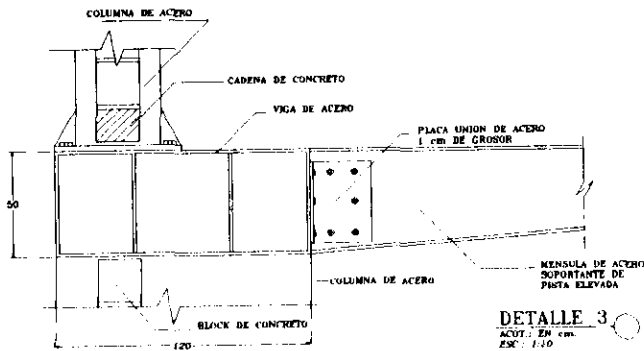 COLUMNA DE ACERO
CADENA DE CONCRETO
VIGA DE ACERO
PLACA UNION DE ACERO
1 cm DE GROSOR
50
MENSULA DE ACERO
SOPORTANTE DE
PISTA ELEVADA
COLUMNA DE ACERO
BLOCK DE CONCRETO
120
DETALLE 3
ACOT.: EN cm.
ESC.: 1:10